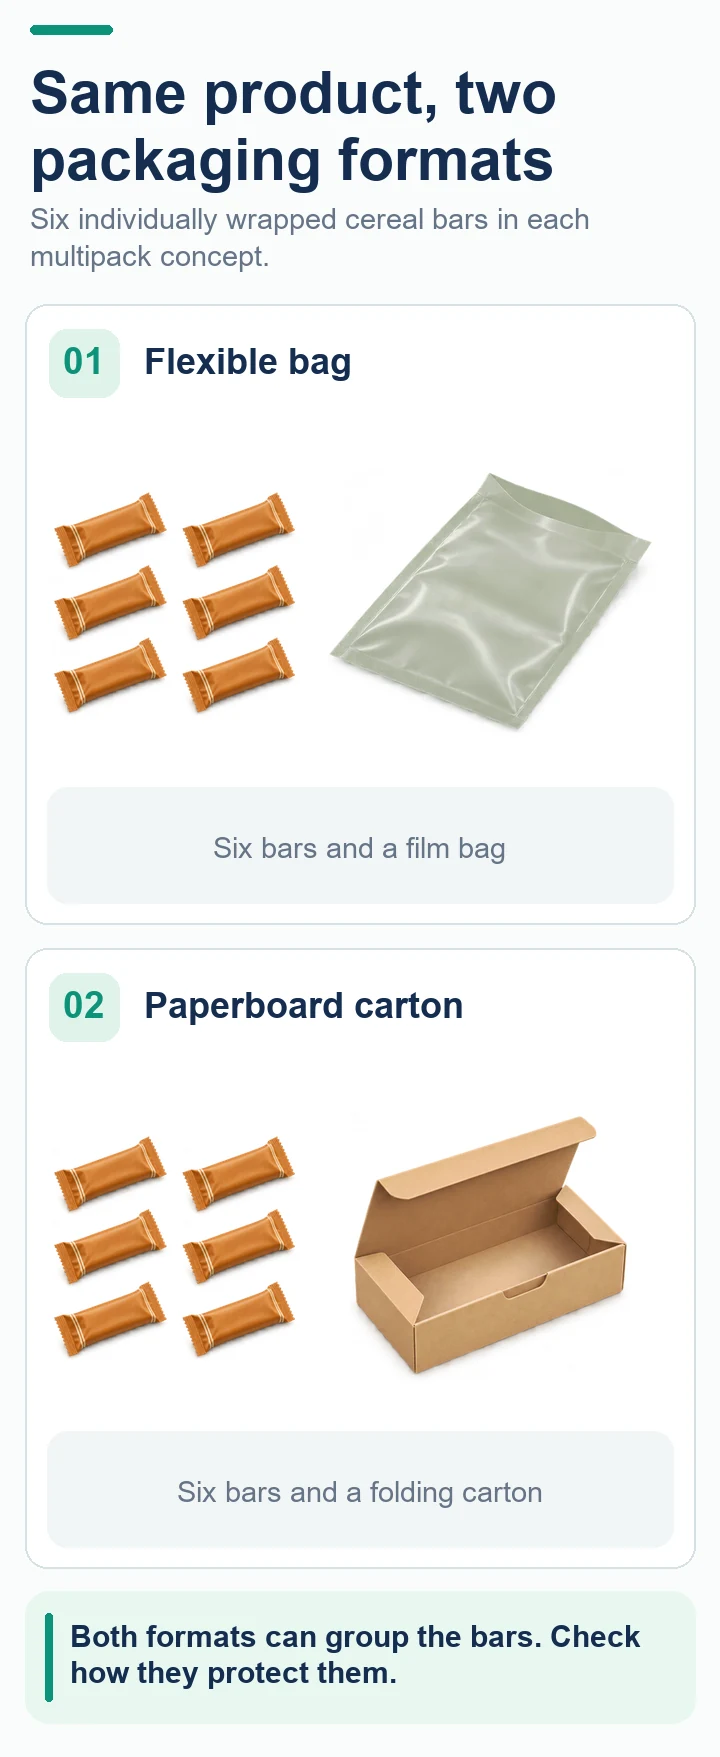 Same product, two
packaging formats
Six individually wrapped cereal bars in each
multipack concept.
01
Flexible bag
Six bars and a film bag
02
Paperboard carton
Six bars and a folding carton
Both formats can group the bars. Check
how they protect them.